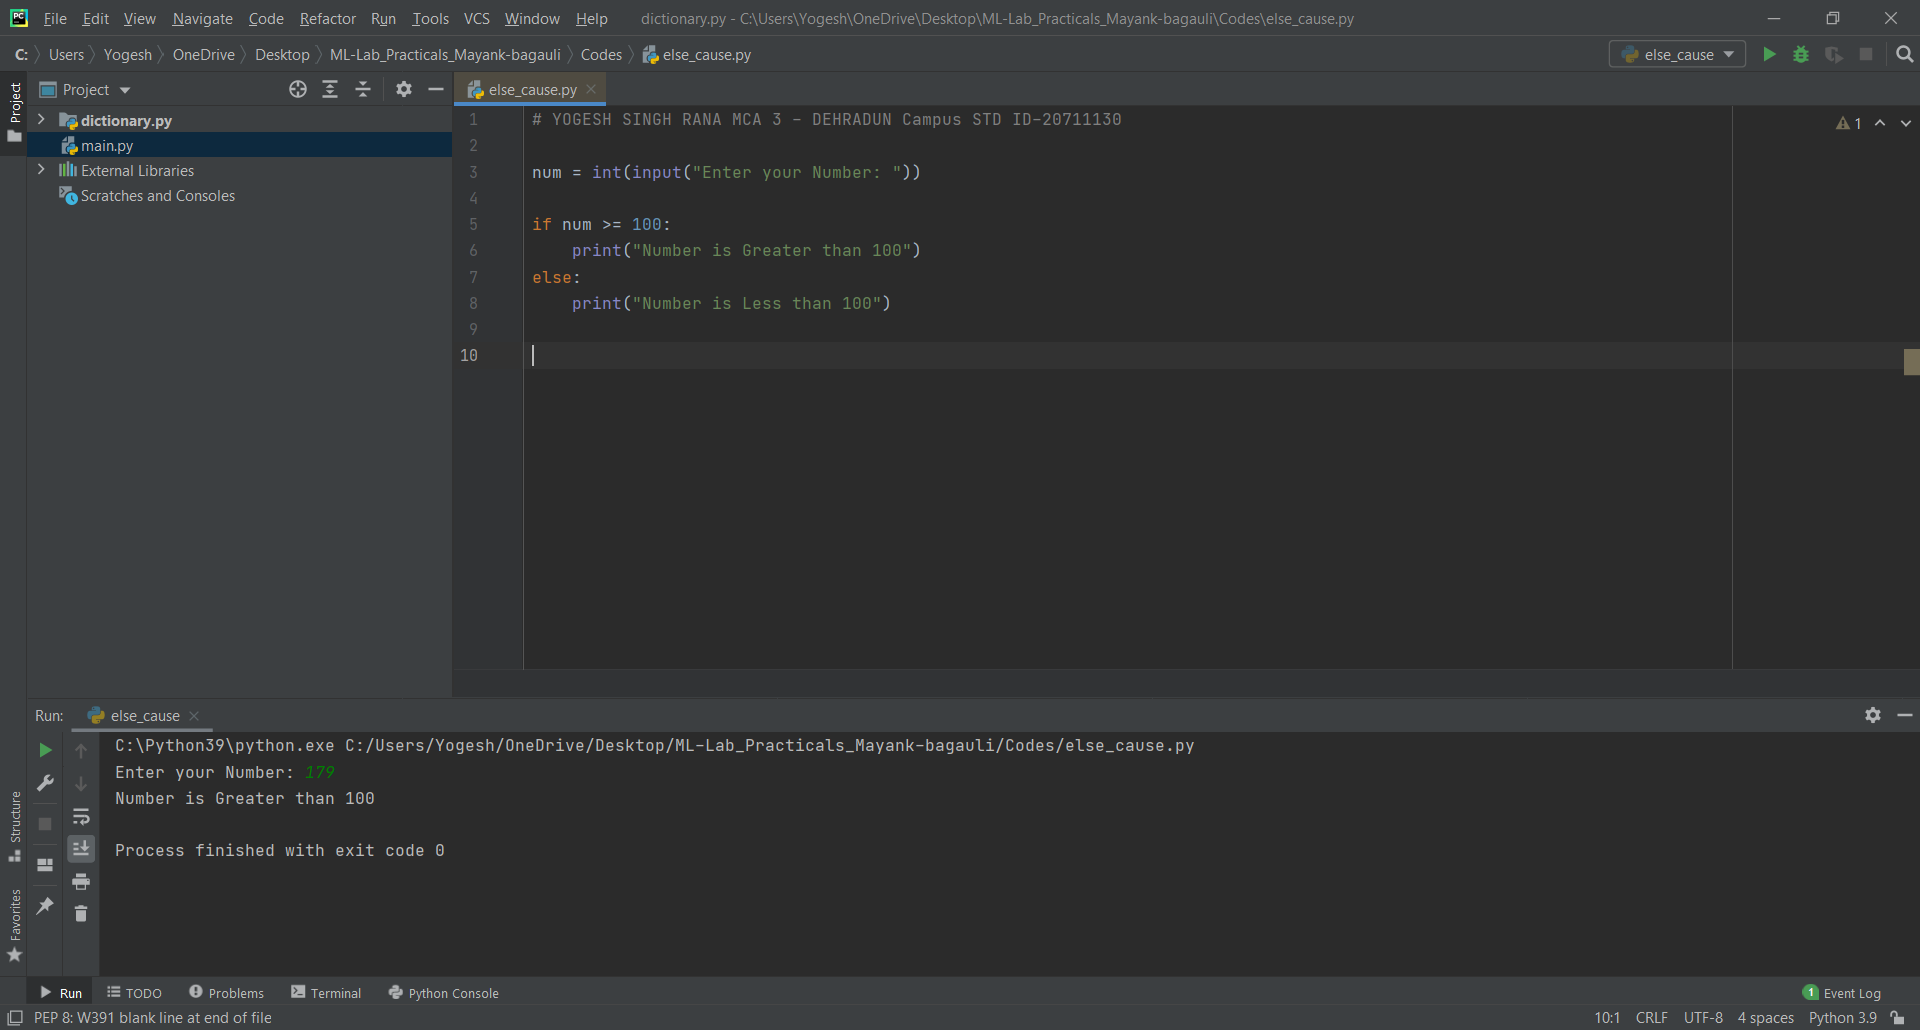 PC File Edit View Navigate Code Refactor Run Tools VCS Window Help dictionary.py - C:\Users\Yogesh\OneDrive\Desktop\ML-Lab_Practicals_Mayank-bagauli\Codes\else_cause.py
C: Users Yogesh OneDrive Desktop ML-Lab_Practicals_Mayank-bagauli Codes else_cause.py else_cause
Project
Project
dictionary.py
main.py
External Libraries
Scratches and Consoles
else_cause.py
1 # YOGESH SINGH RANA MCA 3 - DEHRADUN Campus STD ID-20711130
2
3 num = int(input("Enter your Number: "))
4
5 if num >= 100:
6     print("Number is Greater than 100")
7 else:
8     print("Number is Less than 100")
9
10
1
Run: else_cause
C:\Python39\python.exe C:/Users/Yogesh/OneDrive/Desktop/ML-Lab_Practicals_Mayank-bagauli/Codes/else_cause.py
Enter your Number: 179
Number is Greater than 100
Process finished with exit code 0
Structure
Favorites
Run TODO Problems Terminal Python Console 1 Event Log
PEP 8: W391 blank line at end of file 10:1 CRLF UTF-8 4 spaces Python 3.9